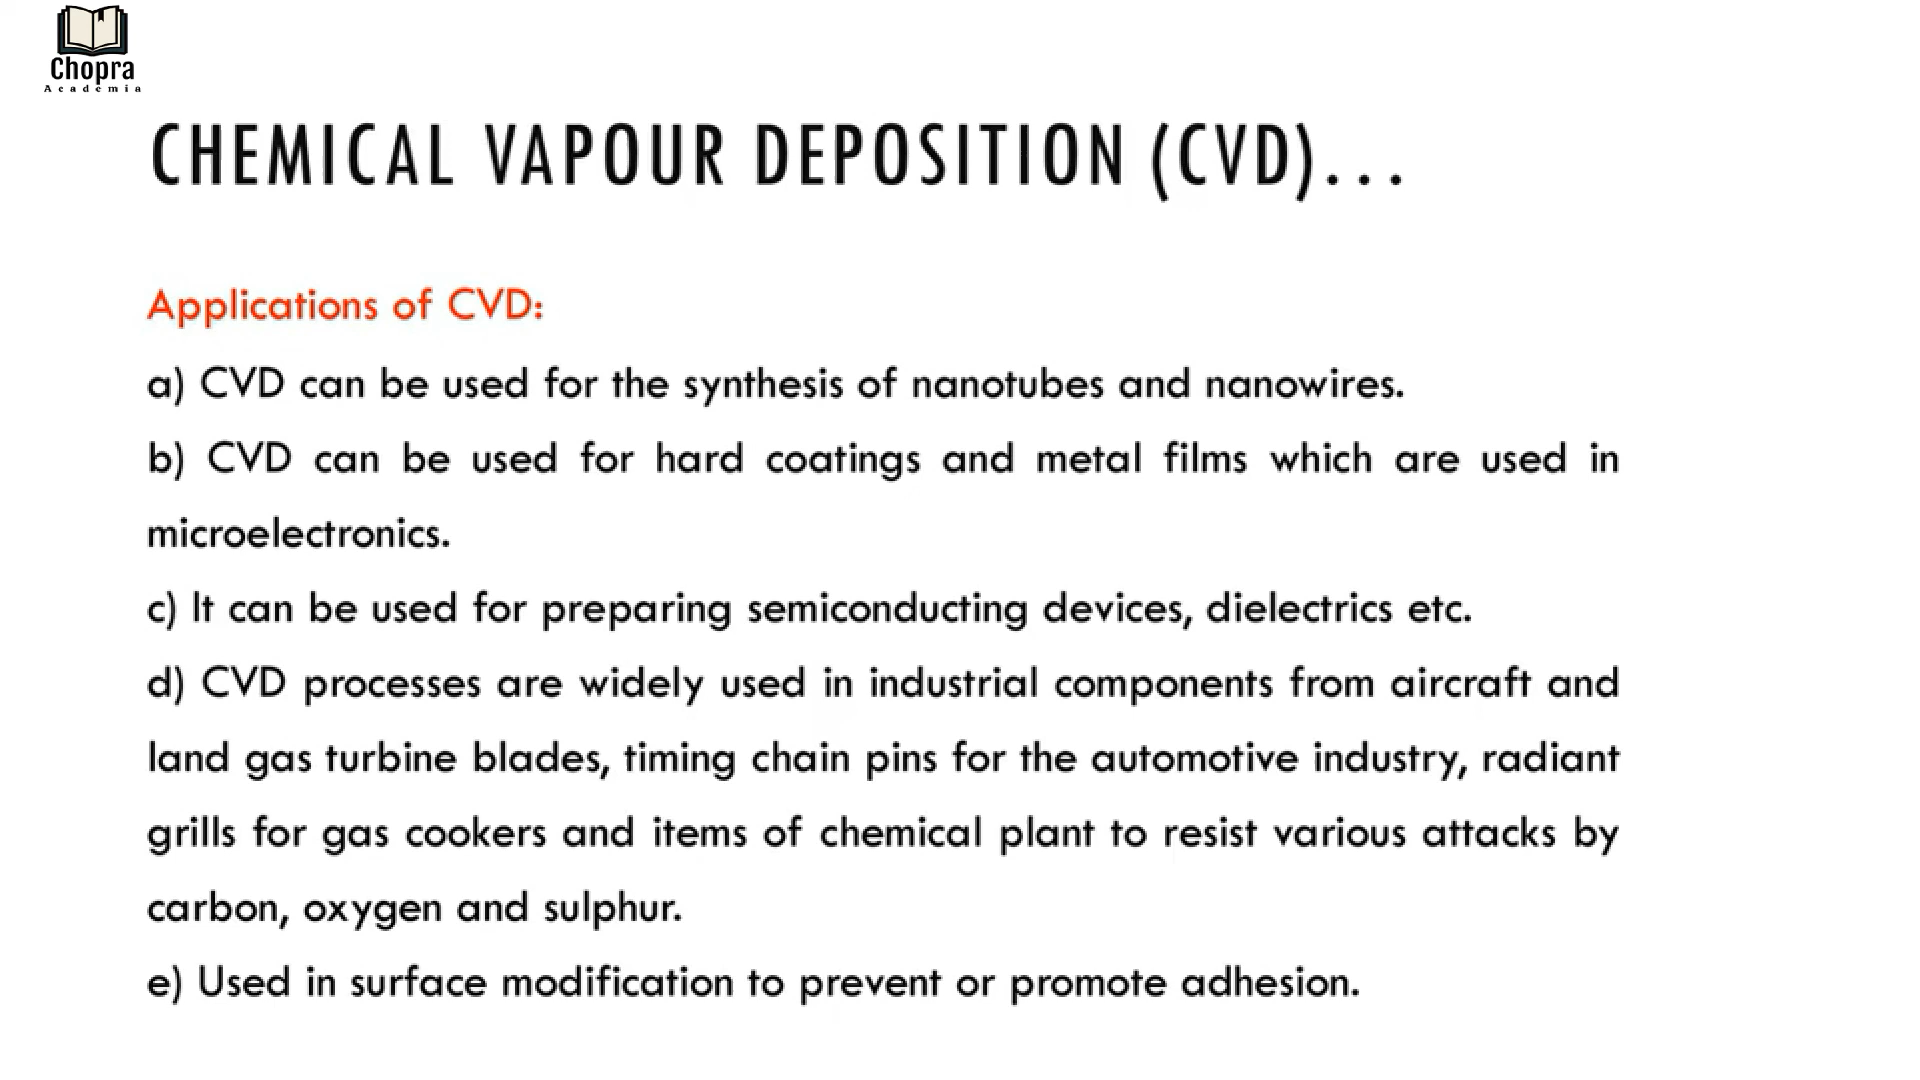 Chopra
Academia
CHEMICAL VAPOUR DEPOSITION (CVD)...
Applications of CVD:
a) CVD can be used for the synthesis of nanotubes and nanowires.
b) CVD can be used for hard coatings and metal films which are used in
microelectronics.
c) It can be used for preparing semiconducting devices, dielectrics etc.
d) CVD processes are widely used in industrial components from aircraft and
land gas turbine blades, timing chain pins for the automotive industry, radiant
grills for gas cookers and items of chemical plant to resist various attacks by
carbon, oxygen and sulphur.
e) Used in surface modification to prevent or promote adhesion.